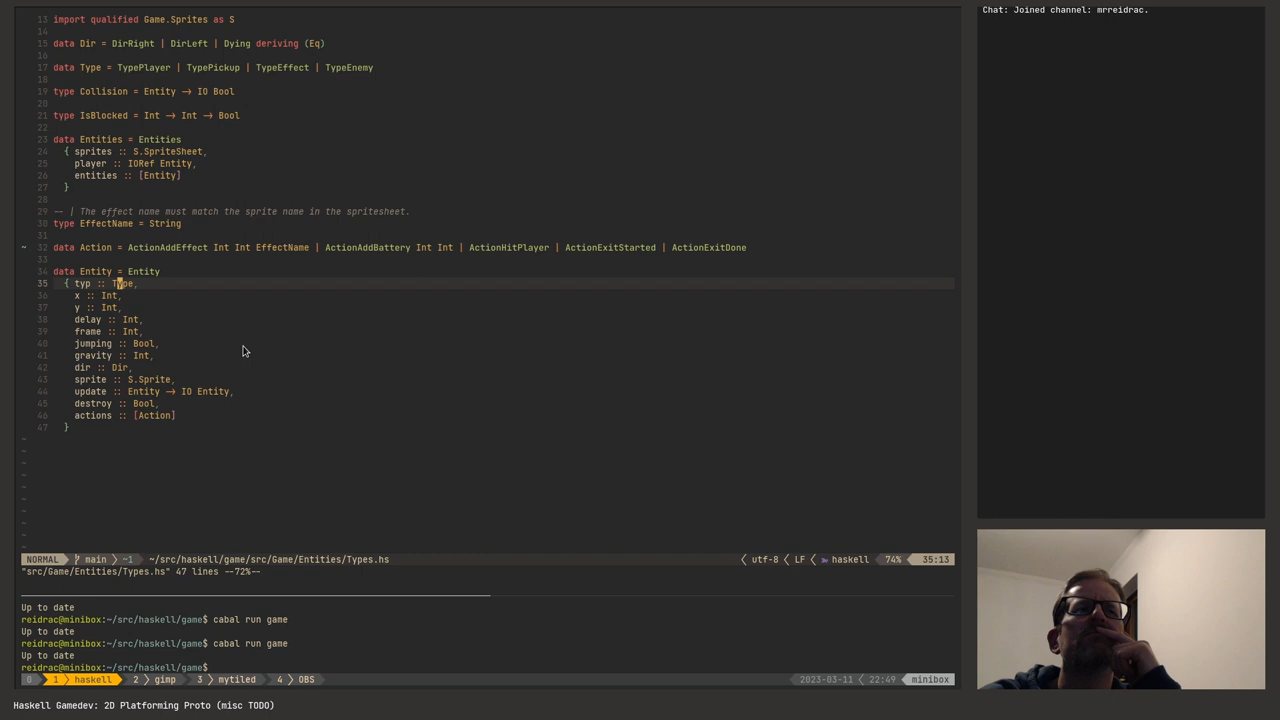 13 import qualified Game.Sprites as S
14
15 data Dir = DirRight | DirLeft | Dying deriving (Eq)
16
17 data Type = TypePlayer | TypePickup | TypeEffect | TypeEnemy
18
19 type Collision = Entity → IO Bool
20
21 type IsBlocked = Int → Int → Bool
22
23 data Entities = Entities
24 { sprites :: S.SpriteSheet,
25 player :: IORef Entity,
26 entities :: [Entity]
27 }
28
29 -- | The effect name must match the sprite name in the spritesheet.
30 type EffectName = String
31
~ 32 data Action = ActionAddEffect Int Int EffectName | ActionAddBattery Int Int | ActionHitPlayer | ActionExitStarted | ActionExitDone
33
34 data Entity = Entity
35 { typ :: Type,
36 x :: Int,
37 y :: Int,
38 delay :: Int,
39 frame :: Int,
40 jumping :: Bool,
41 gravity :: Int,
42 dir :: Dir,
43 sprite :: S.Sprite,
44 update :: Entity → IO Entity,
45 destroy :: Bool,
46 actions :: [Action]
47 }
~
~
~
~
~
~
~
~
~
~
NORMAL main ~1 ~/src/haskell/game/src/Game/Entities/Types.hs utf-8 LF haskell 74% 35:13
"src/Game/Entities/Types.hs" 47 lines --72%--
Up to date
reidrac@minibox:~/src/haskell/game$ cabal run game
Up to date
reidrac@minibox:~/src/haskell/game$ cabal run game
Up to date
reidrac@minibox:~/src/haskell/game$
0 1 haskell 2 gimp 3 mytiled 4 OBS 2023-03-11 22:49 minibox
Haskell Gamedev: 2D Platforming Proto (misc TODO)
Chat: Joined channel: mrreidrac.